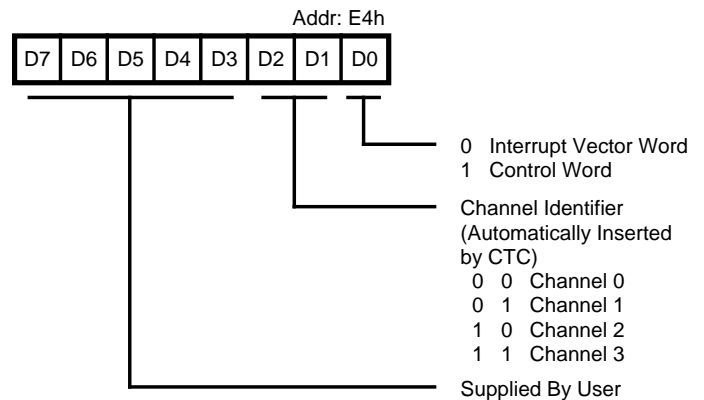 Addr: E4h
D7 D6 D5 D4 D3 D2 D1 D0
0 Interrupt Vector Word
1 Control Word
Channel Identifier
(Automatically Inserted
by CTC)
0 0 Channel 0
0 1 Channel 1
1 0 Channel 2
1 1 Channel 3
Supplied By User